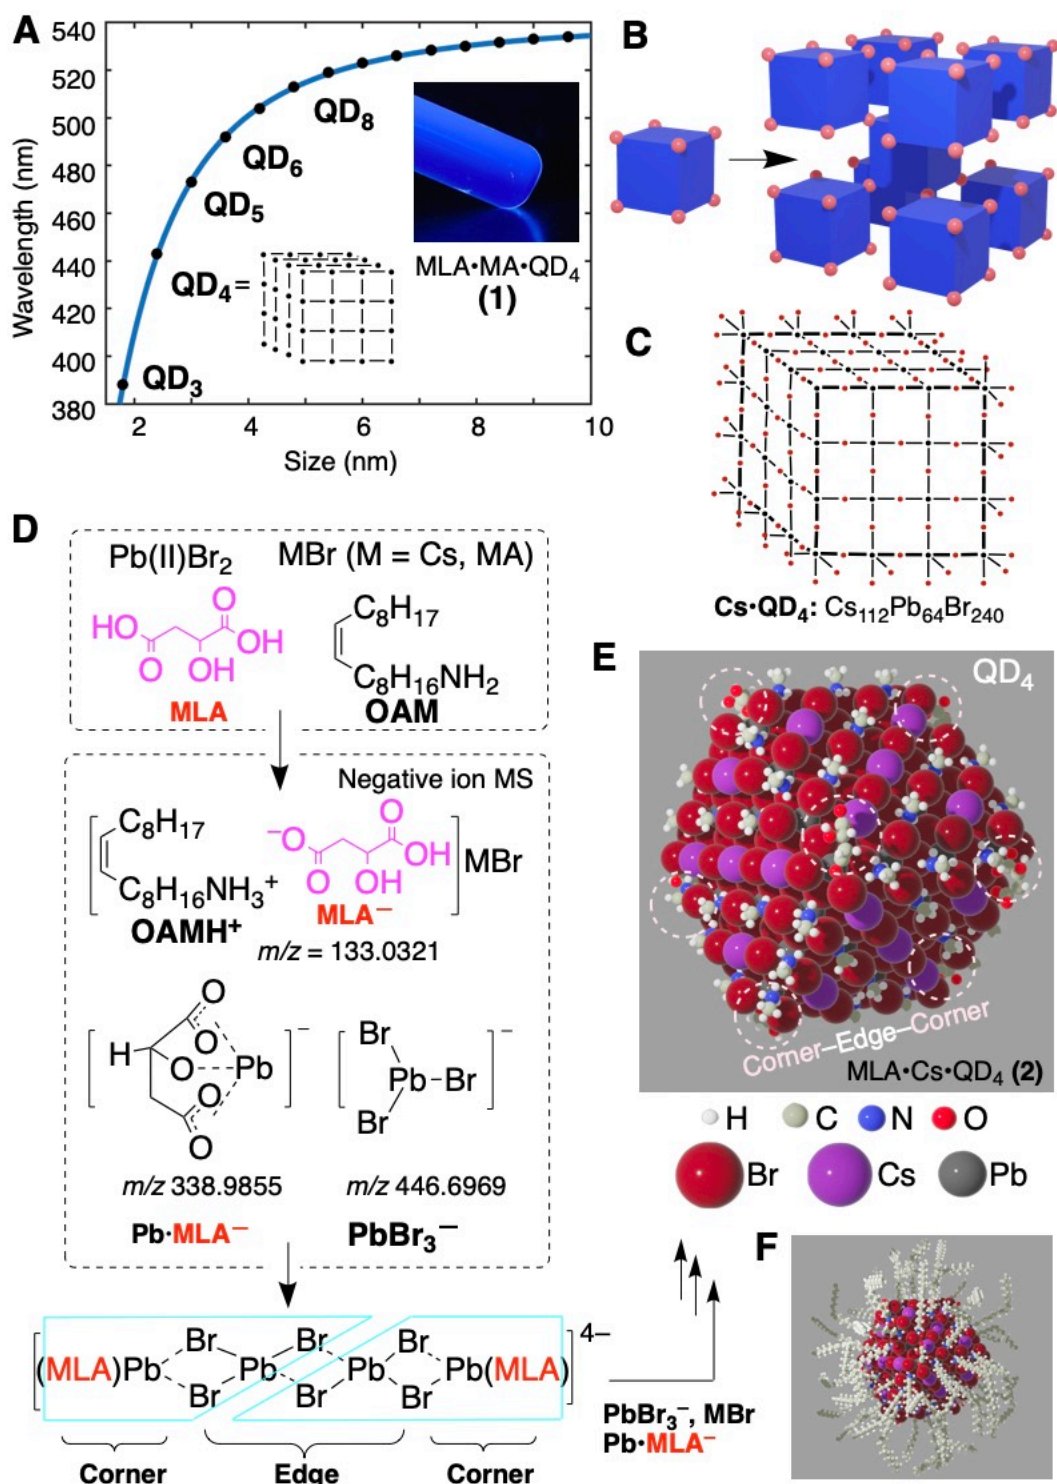 A
540
520
500
480
460
440
420
400
380
Wavelength (nm)
2
4
6
8
10
Size (nm)
QD8
QD6
QD5
QD4=
QD3
MLA•MA•QD4
(1)
B
C
Cs•QD4: Cs112Pb64Br240
D
Pb(II)Br2 MBr (M = Cs, MA)
HO
O
OH
O
OH
MLA
C8H17
C8H16NH2
OAM
Negative ion MS
C8H17
C8H16NH3+
OAMH+
−O
O
O
OH
OH
MLA−
MBr
m/z = 133.0321
H
O
O
O
O
O
Pb
−
m/z 338.9855
Pb•MLA−
Br
Pb
Br
Br
−
m/z 446.6969
PbBr3−
(MLA)Pb
Br
Br
Pb
Br
Br
Pb
Br
Br
Pb(MLA)
4−
Corner
Edge
Corner
PbBr3−, MBr
Pb•MLA−
E
QD4
Corner–Edge–Corner
MLA•Cs•QD4 (2)
H C N O
Br Cs Pb
F